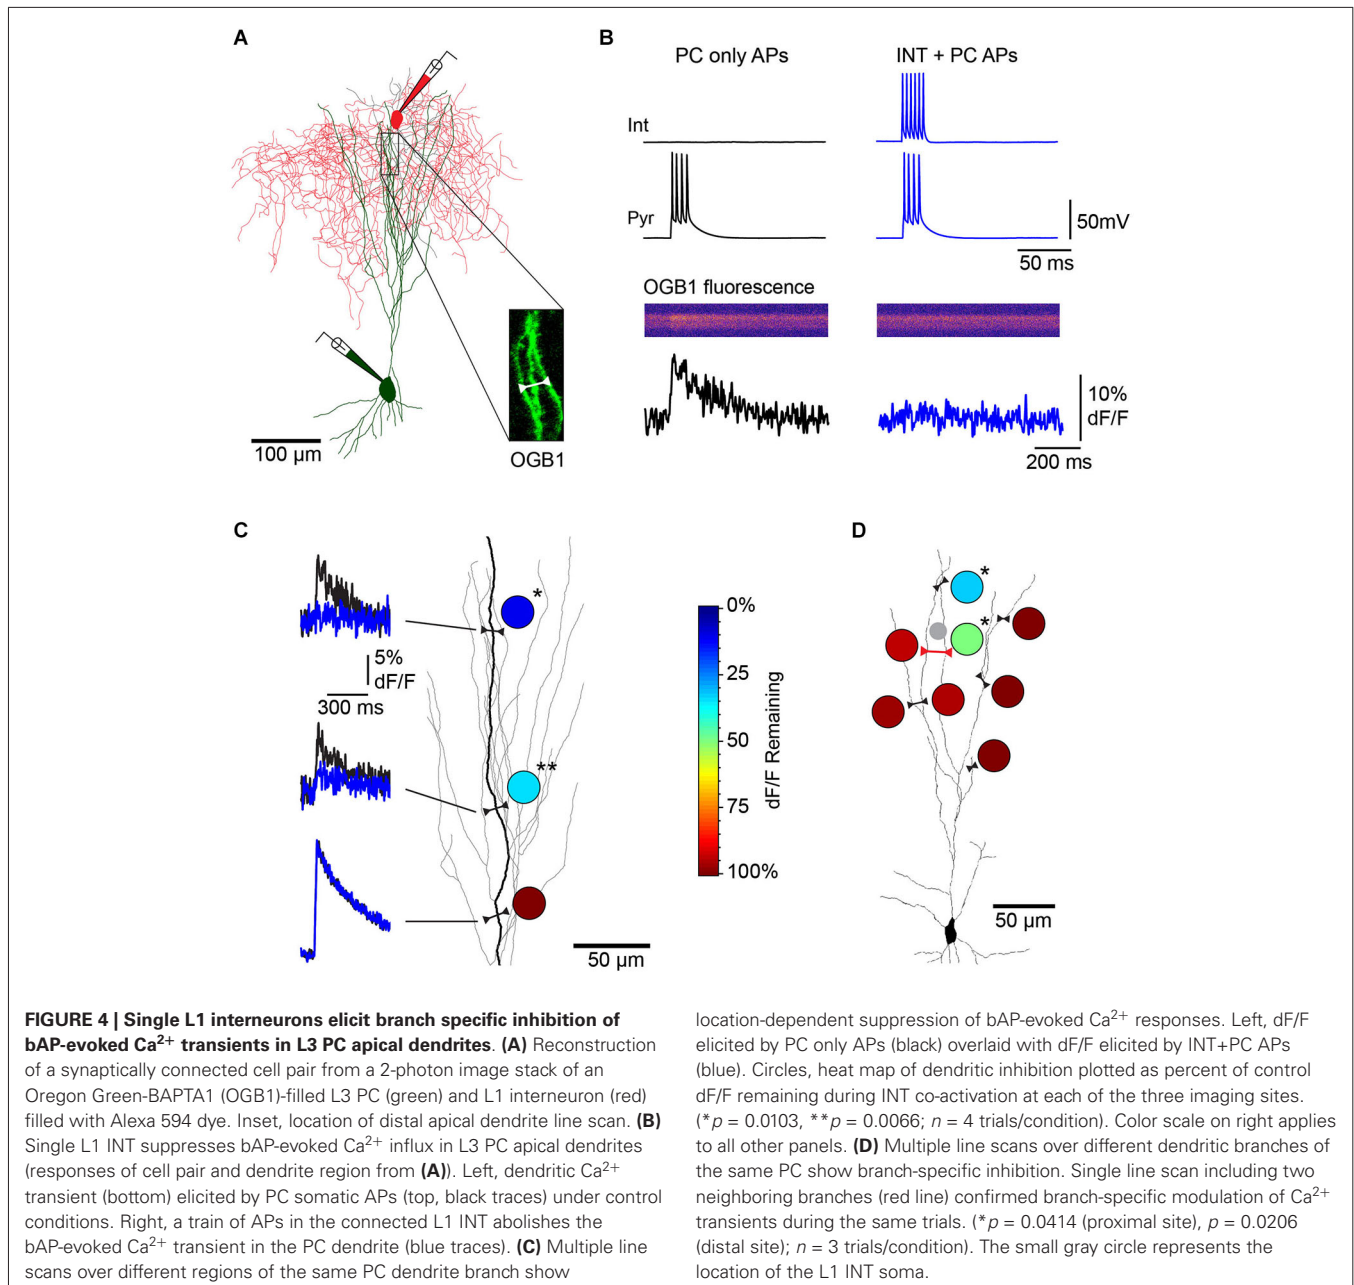 A
100 µm
OGB1
B
PC only APs
INT + PC APs
Int
Pyr
50mV
50 ms
OGB1 fluorescence
10%
dF/F
200 ms
C
*
5%
dF/F
300 ms
**
50 µm
0%
25
50
75
100%
dF/F Remaining
D
*
*
50 µm
FIGURE 4 | Single L1 interneurons elicit branch specific inhibition of
bAP-evoked Ca²⁺ transients in L3 PC apical dendrites. (A) Reconstruction
of a synaptically connected cell pair from a 2-photon image stack of an
Oregon Green-BAPTA1 (OGB1)-filled L3 PC (green) and L1 interneuron (red)
filled with Alexa 594 dye. Inset, location of distal apical dendrite line scan. (B)
Single L1 INT suppresses bAP-evoked Ca²⁺ influx in L3 PC apical dendrites
(responses of cell pair and dendrite region from (A)). Left, dendritic Ca²⁺
transient (bottom) elicited by PC somatic APs (top, black traces) under control
conditions. Right, a train of APs in the connected L1 INT abolishes the
bAP-evoked Ca²⁺ transient in the PC dendrite (blue traces). (C) Multiple line
scans over different regions of the same PC dendrite branch show
location-dependent suppression of bAP-evoked Ca²⁺ responses. Left, dF/F
elicited by PC only APs (black) overlaid with dF/F elicited by INT+PC APs
(blue). Circles, heat map of dendritic inhibition plotted as percent of control
dF/F remaining during INT co-activation at each of the three imaging sites.
(*p = 0.0103, **p = 0.0066; n = 4 trials/condition). Color scale on right applies
to all other panels. (D) Multiple line scans over different dendritic branches of
the same PC show branch-specific inhibition. Single line scan including two
neighboring branches (red line) confirmed branch-specific modulation of Ca²⁺
transients during the same trials. (*p = 0.0414 (proximal site), p = 0.0206
(distal site); n = 3 trials/condition). The small gray circle represents the
location of the L1 INT soma.